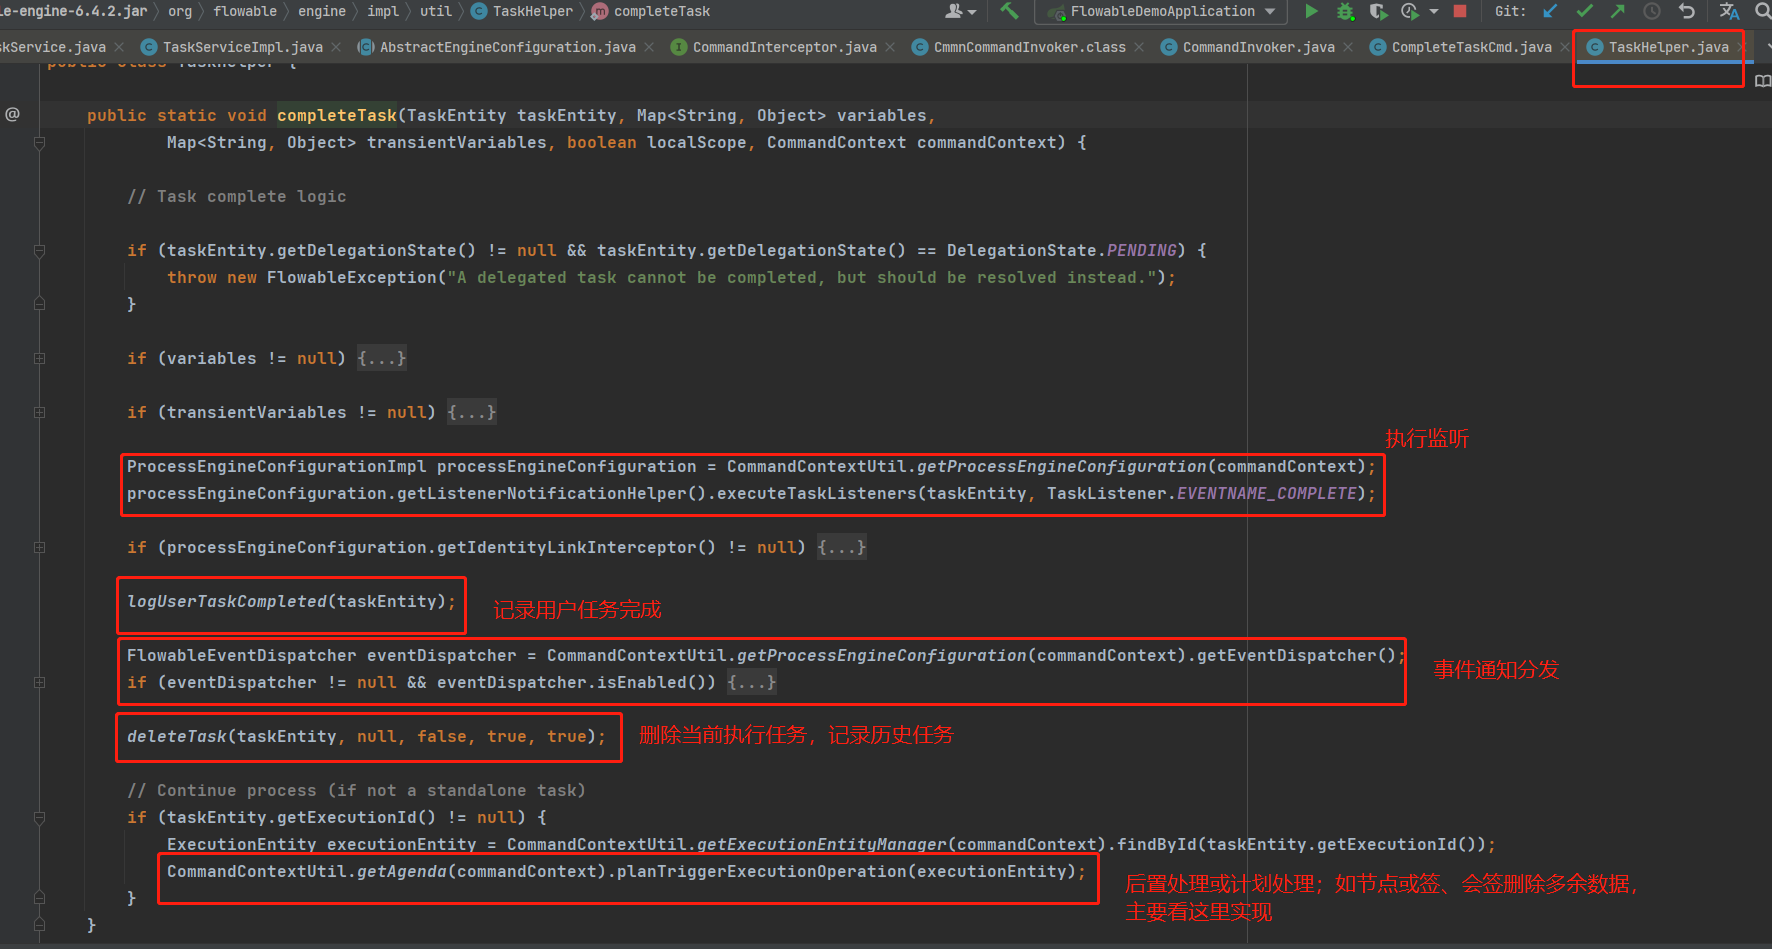 le-engine-6.4.2.jar 〉 org 〉 flowable 〉 engine 〉 impl 〉 util 〉 C TaskHelper 〉 m completeTask
FlowableDemoApplication
Git:
skService.java
TaskServiceImpl.java
AbstractEngineConfiguration.java
CommandInterceptor.java
CmmnCommandInvoker.class
CommandInvoker.java
CompleteTaskCmd.java
TaskHelper.java
public class TaskHelper {
@
public static void completeTask(TaskEntity taskEntity, Map<String, Object> variables,
Map<String, Object> transientVariables, boolean localScope, CommandContext commandContext) {
// Task complete logic
if (taskEntity.getDelegationState() != null && taskEntity.getDelegationState() == DelegationState.PENDING) {
throw new FlowableException("A delegated task cannot be completed, but should be resolved instead.");
}
if (variables != null) {...}
if (transientVariables != null) {...}
执行监听
ProcessEngineConfigurationImpl processEngineConfiguration = CommandContextUtil.getProcessEngineConfiguration(commandContext);
processEngineConfiguration.getListenerNotificationHelper().executeTaskListeners(taskEntity, TaskListener.EVENTNAME_COMPLETE);
if (processEngineConfiguration.getIdentityLinkInterceptor() != null) {...}
logUserTaskCompleted(taskEntity);
记录用户任务完成
FlowableEventDispatcher eventDispatcher = CommandContextUtil.getProcessEngineConfiguration(commandContext).getEventDispatcher();
if (eventDispatcher != null && eventDispatcher.isEnabled()) {...}
事件通知分发
deleteTask(taskEntity, null, false, true, true);
删除当前执行任务，记录历史任务
// Continue process (if not a standalone task)
if (taskEntity.getExecutionId() != null) {
ExecutionEntity executionEntity = CommandContextUtil.getExecutionEntityManager(commandContext).findById(taskEntity.getExecutionId());
CommandContextUtil.getAgenda(commandContext).planTriggerExecutionOperation(executionEntity);
后置处理或计划处理；如节点或签、会签删除多余数据，
主要看这里实现
}
}